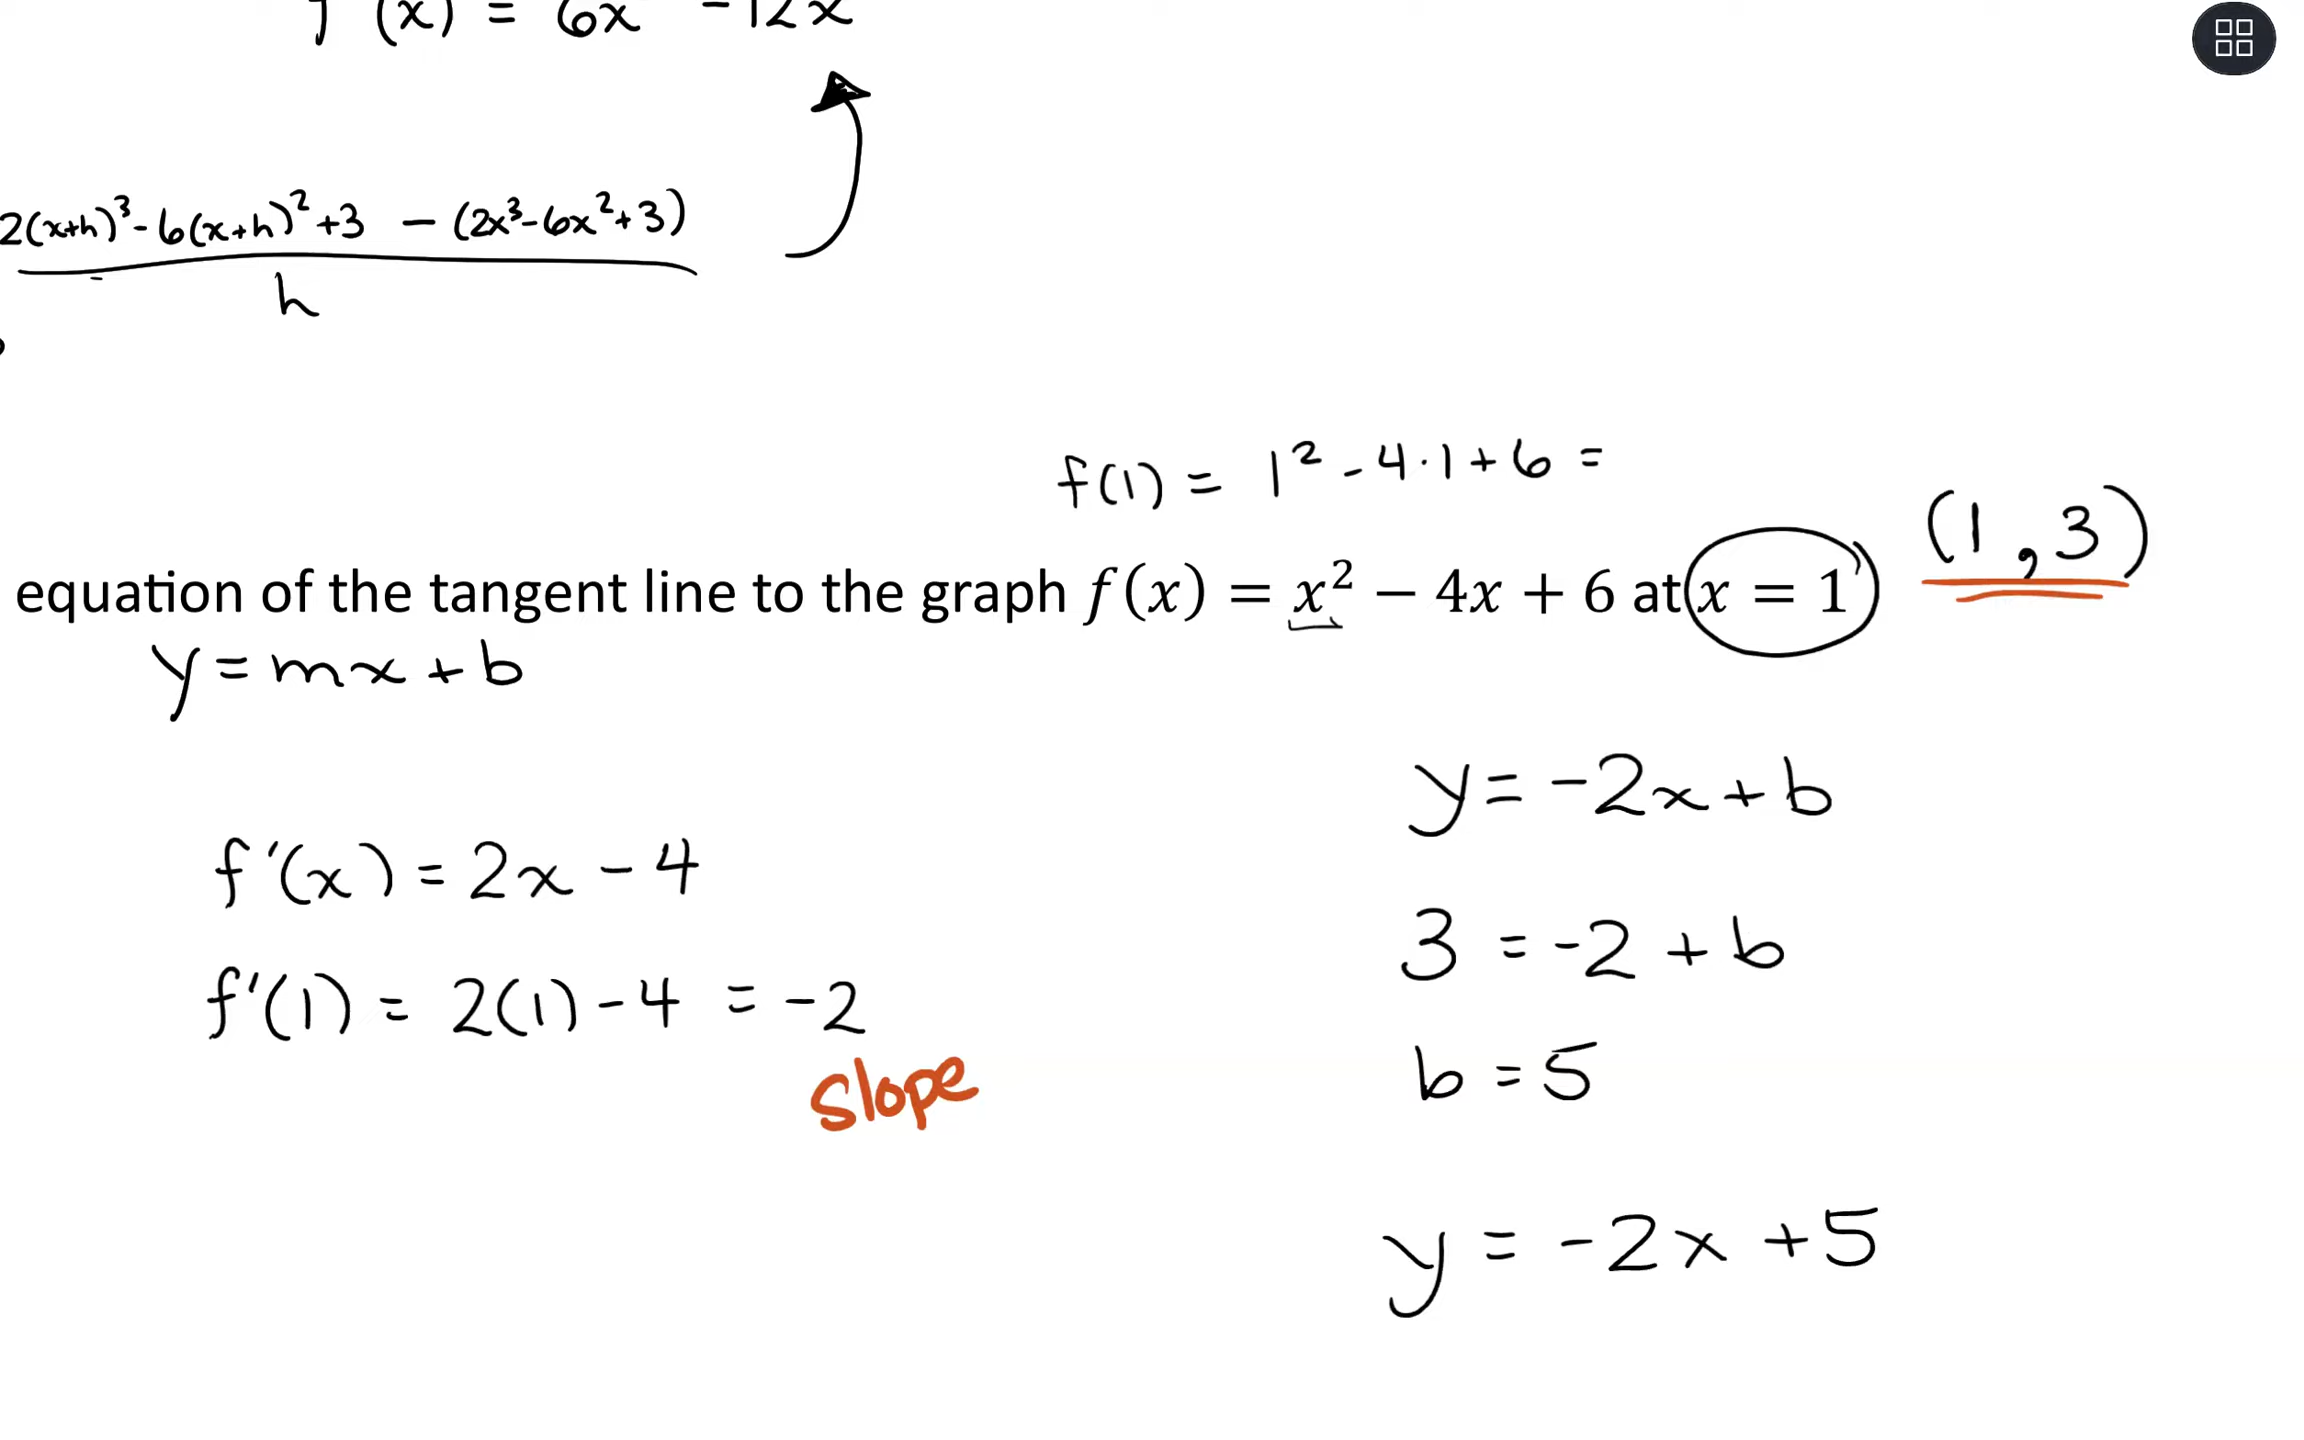 f'(x) = 6x² - 12x
2(x+h)³ - 6(x+h)² + 3 - (2x³ - 6x² + 3)
h
f(1) = 1² - 4·1 + 6 =
(1, 3)
equation of the tangent line to the graph f(x) = x² − 4x + 6 at x = 1
y = mx + b
y = -2x + b
f'(x) = 2x - 4
3 = -2 + b
f'(1) = 2(1) - 4 = -2
slope
b = 5
y = -2x + 5